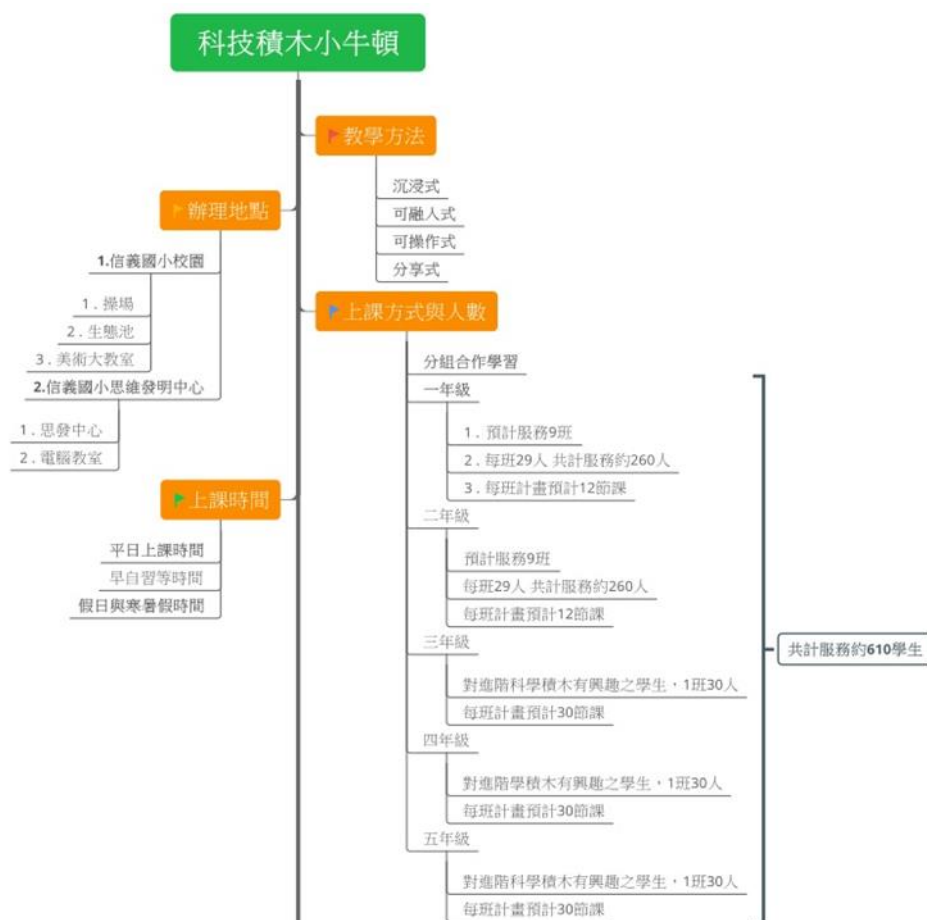 科技積木小牛頓
教學方法
沉浸式
可融入式
可操作式
分享式
辦理地點
1.信義國小校園
1.操場
2.生態池
3.美術大教室
2.信義國小思維發明中心
1.思發中心
2.電腦教室
上課時間
平日上課時間
早自習等時間
假日與寒暑假時間
上課方式與人數
分組合作學習
一年級
1.預計服務9班
2.每班29人 共計服務約260人
3.每班計畫預計12節課
二年級
預計服務9班
每班29人 共計服務約260人
每班計畫預計12節課
三年級
對進階科學積木有興趣之學生，1班30人
每班計畫預計30節課
四年級
對進階學積木有興趣之學生，1班30人
每班計畫預計30節課
五年級
對進階科學積木有興趣之學生，1班30人
每班計畫預計30節課
共計服務約610學生